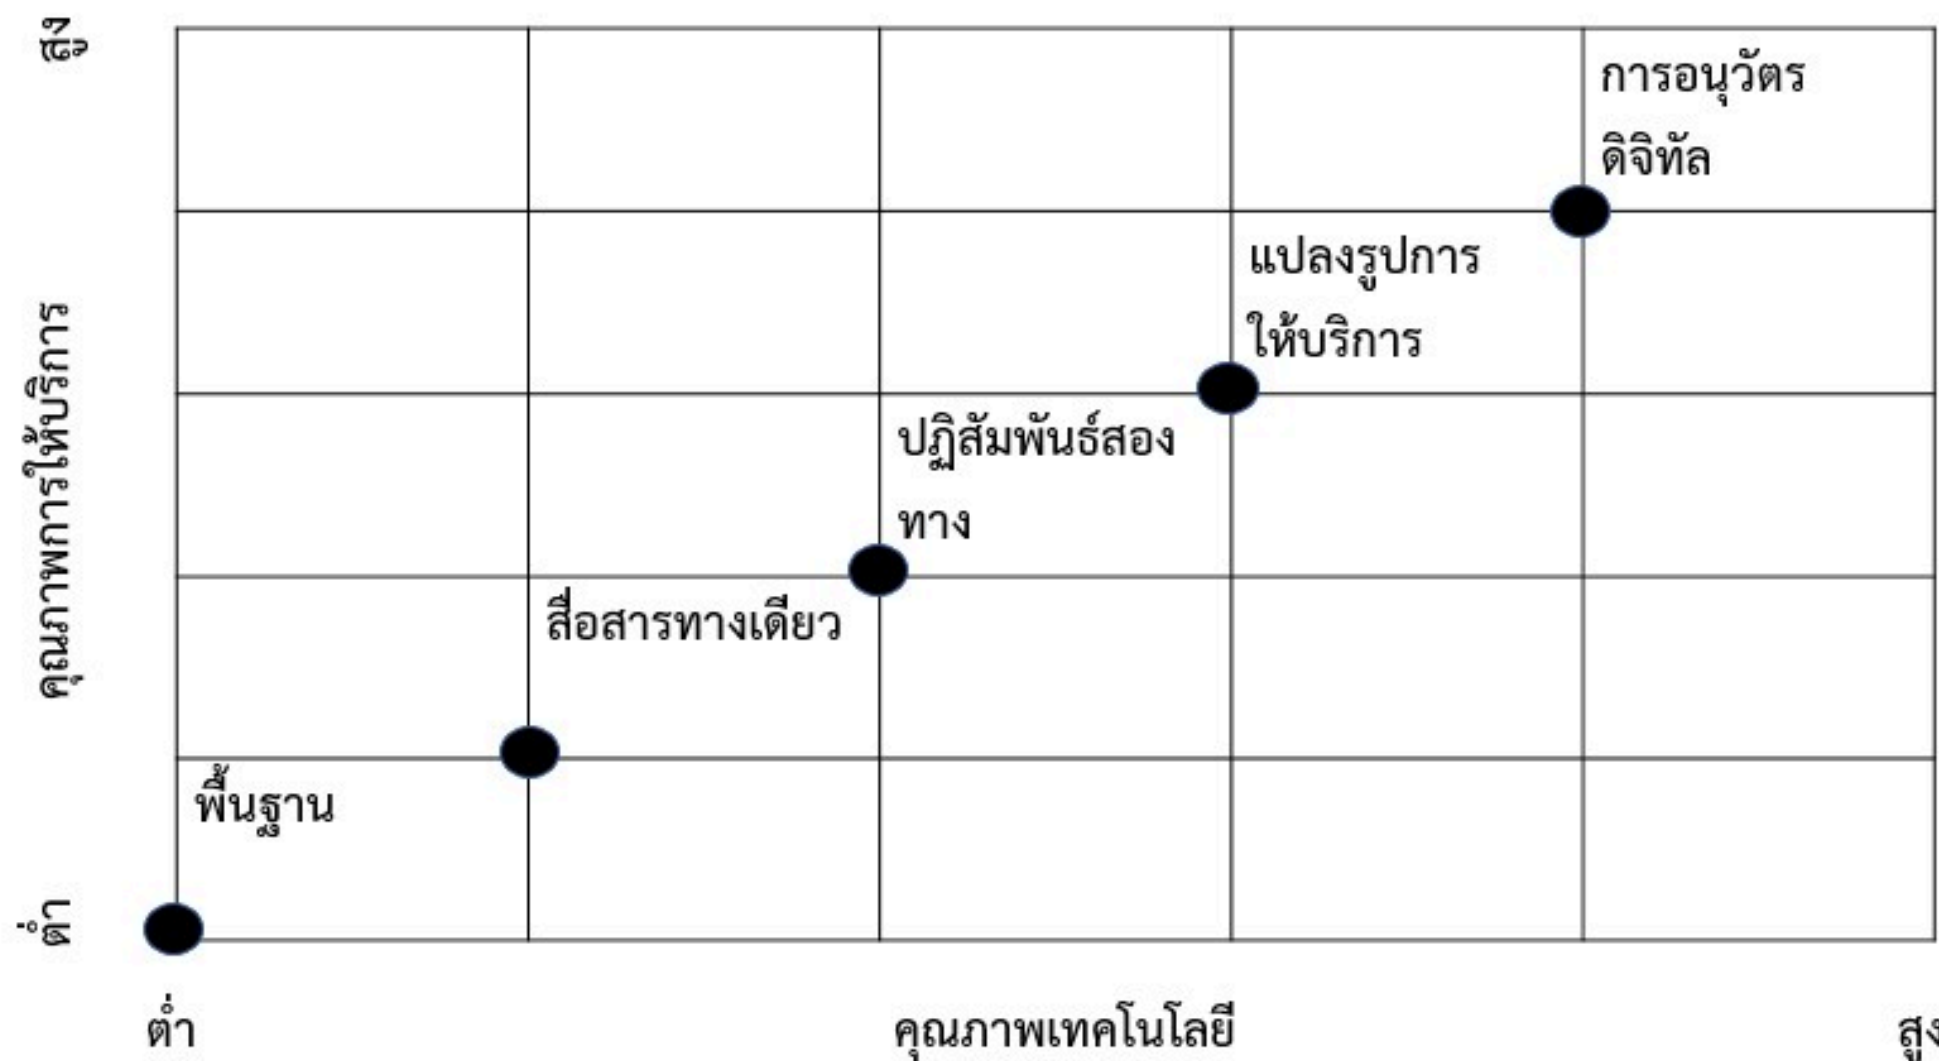 สูง
การอนุวัตร
ดิจิทัล
แปลงรูปการ
ให้บริการ
คุณภาพการให้บริการ
ปฏิสัมพันธ์สอง
ทาง
สื่อสารทางเดียว
พื้นฐาน
ต่ำ
ต่ำ
คุณภาพเทคโนโลยี
สูง